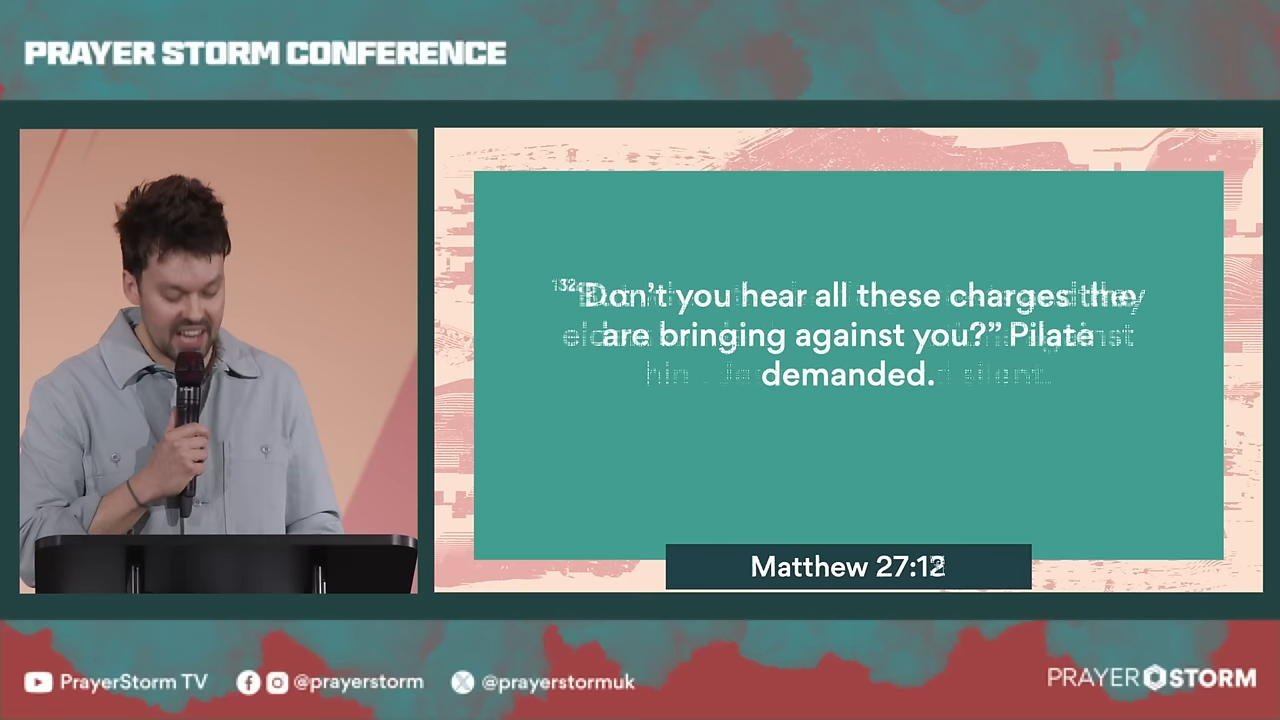 PRAYER STORM CONFERENCE
“Don’t you hear all these charges they
are bringing against you?” Pilate
demanded.
Matthew 27:13
PrayerStorm TV
@prayerstorm
@prayerstormuk
PRAYER STORM